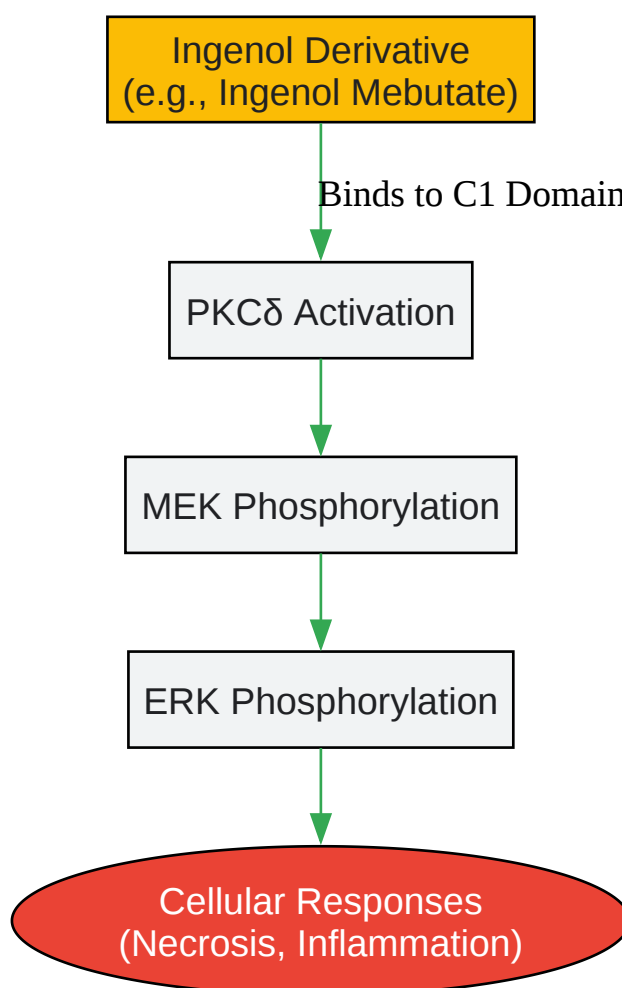 Ingenol Derivative
(e.g., Ingenol Mebutate)
Binds to C1 Domain
PKCδ Activation
MEK Phosphorylation
ERK Phosphorylation
Cellular Responses
(Necrosis, Inflammation)